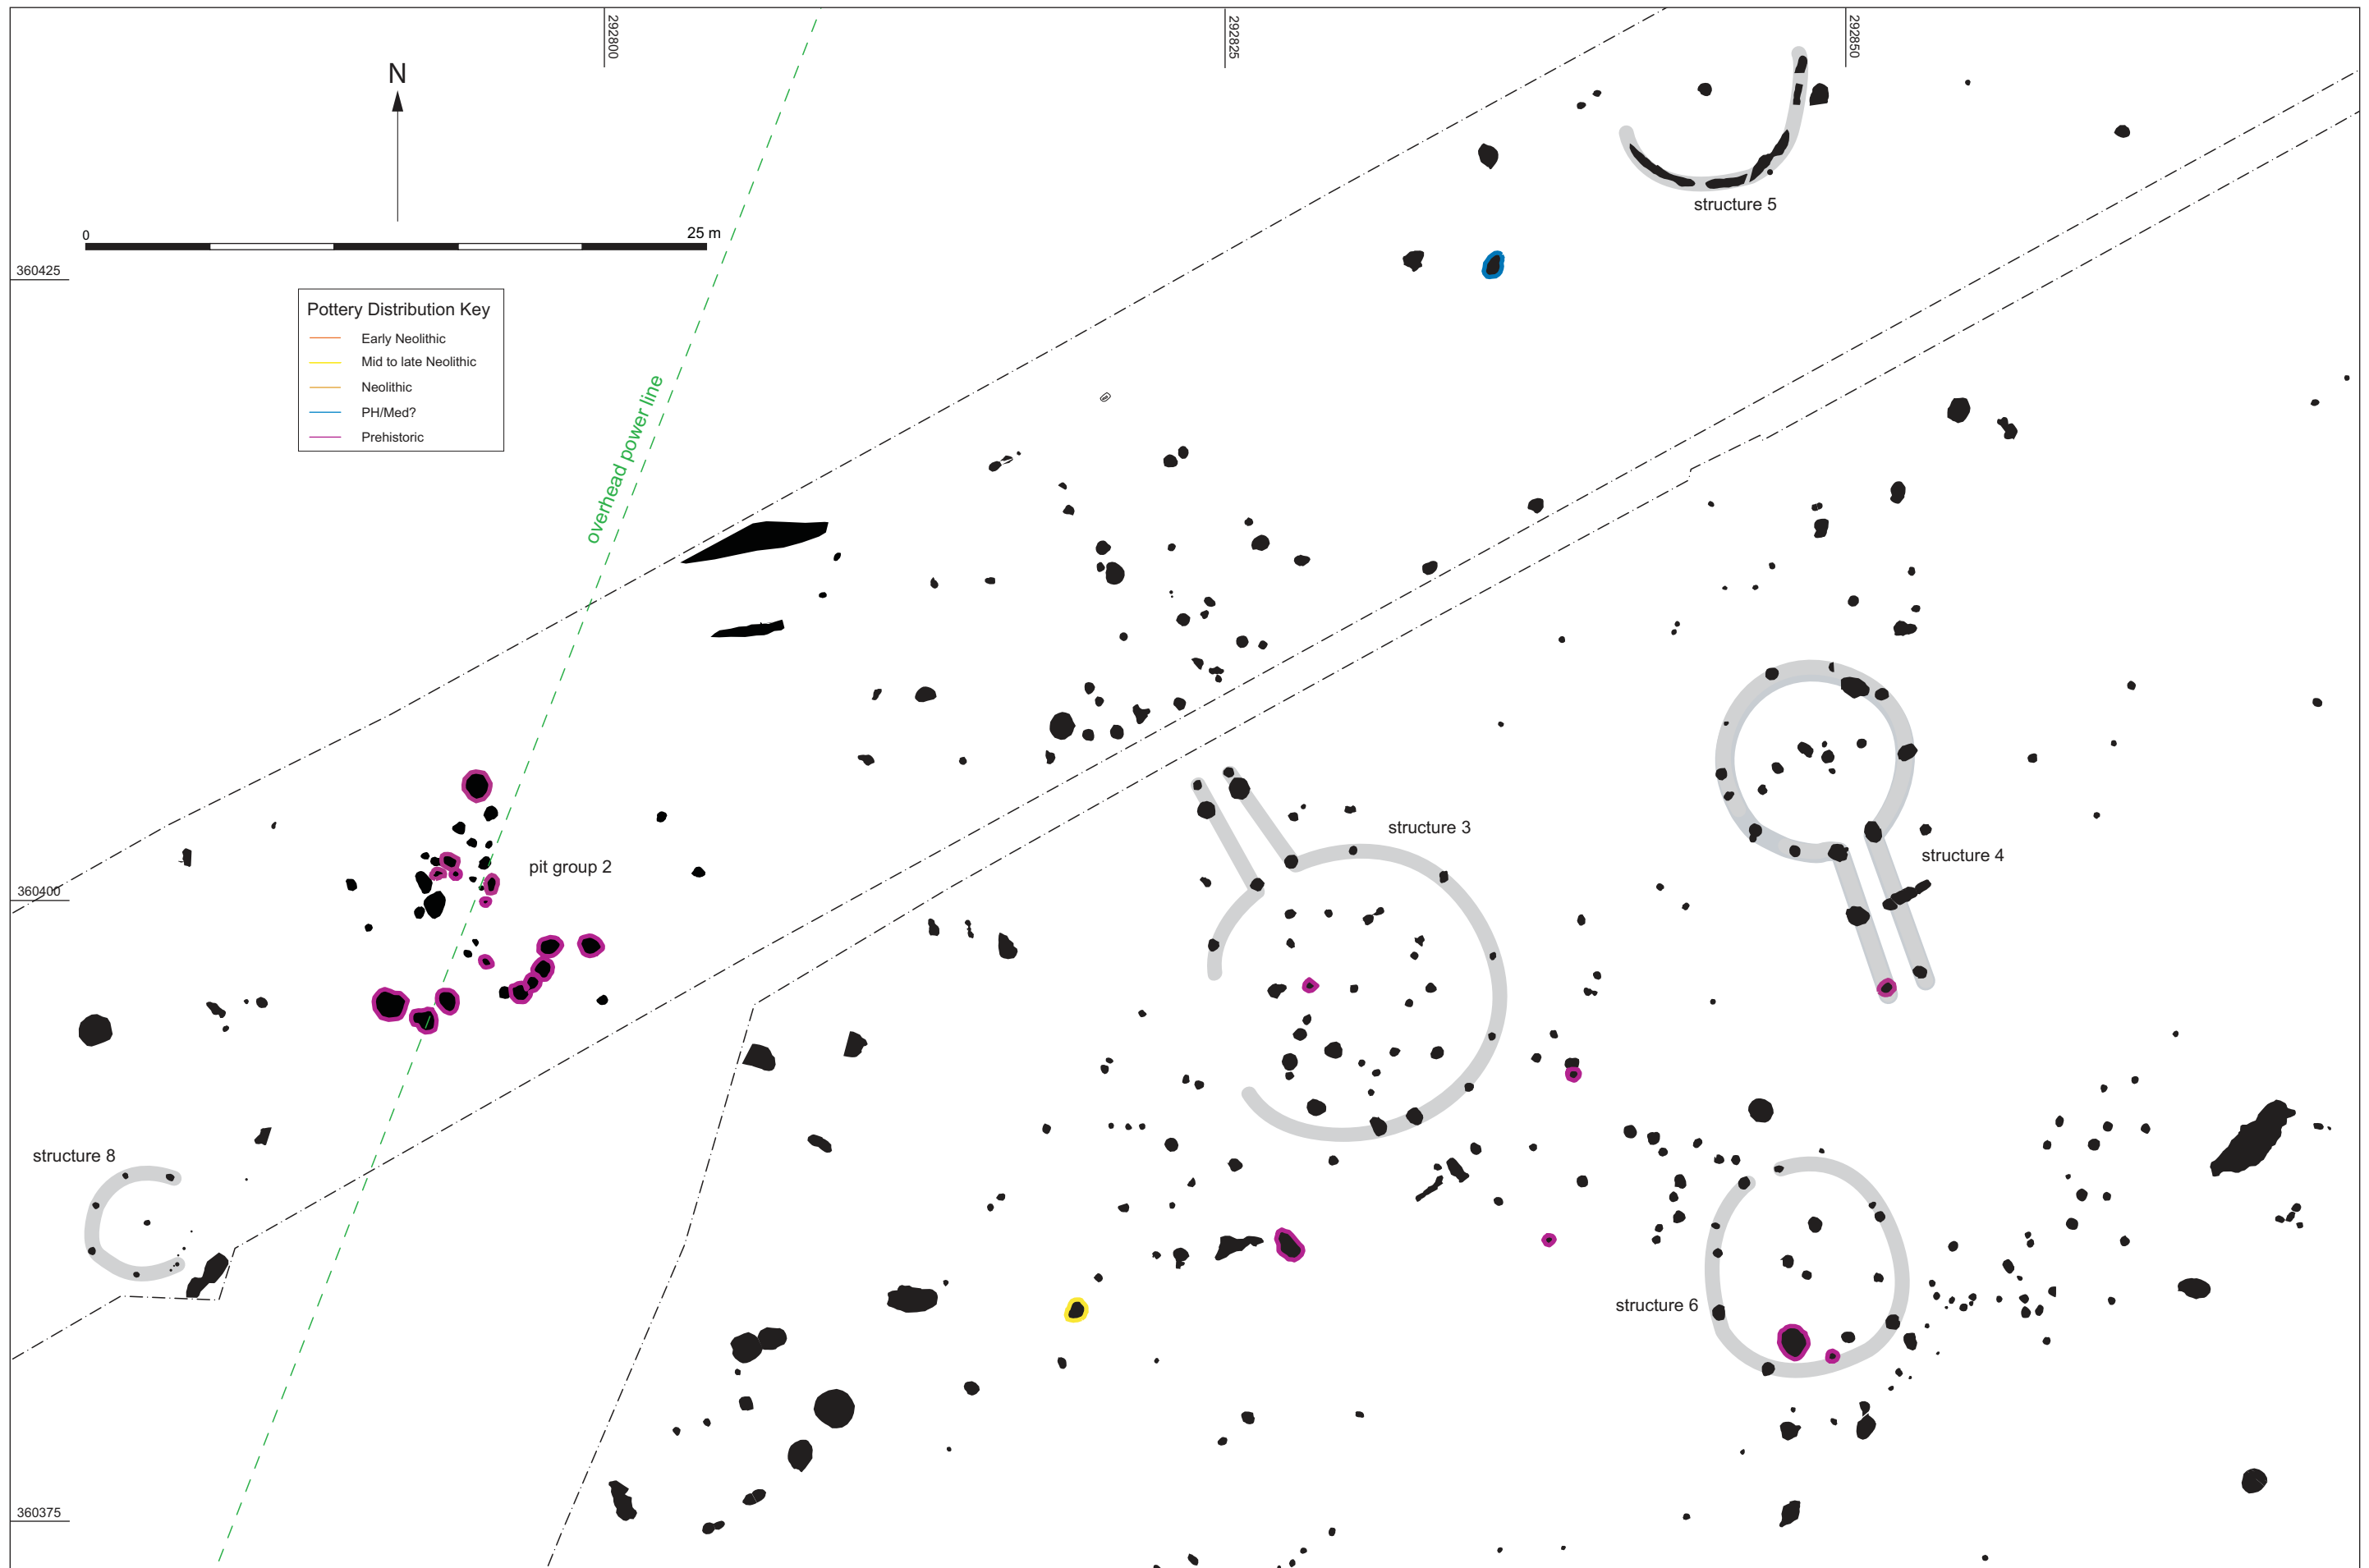 292800
292825
292850
N
0
25 m
structure 5
360425
Pottery Distribution Key
Early Neolithic
Mid to late Neolithic
Neolithic
PH/Med?
Prehistoric
overhead power line
structure 3
structure 4
pit group 2
360400
structure 8
structure 6
360375